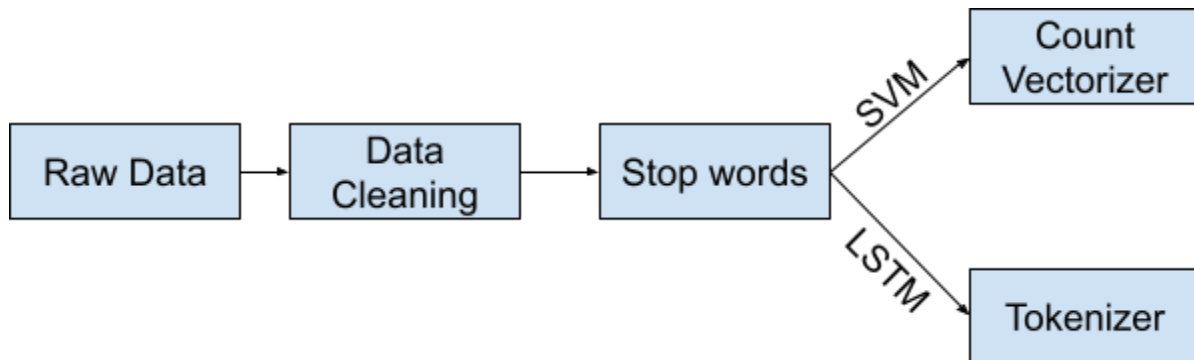 Raw Data
Data
Cleaning
Stop words
SVM
Count
Vectorizer
LSTM
Tokenizer